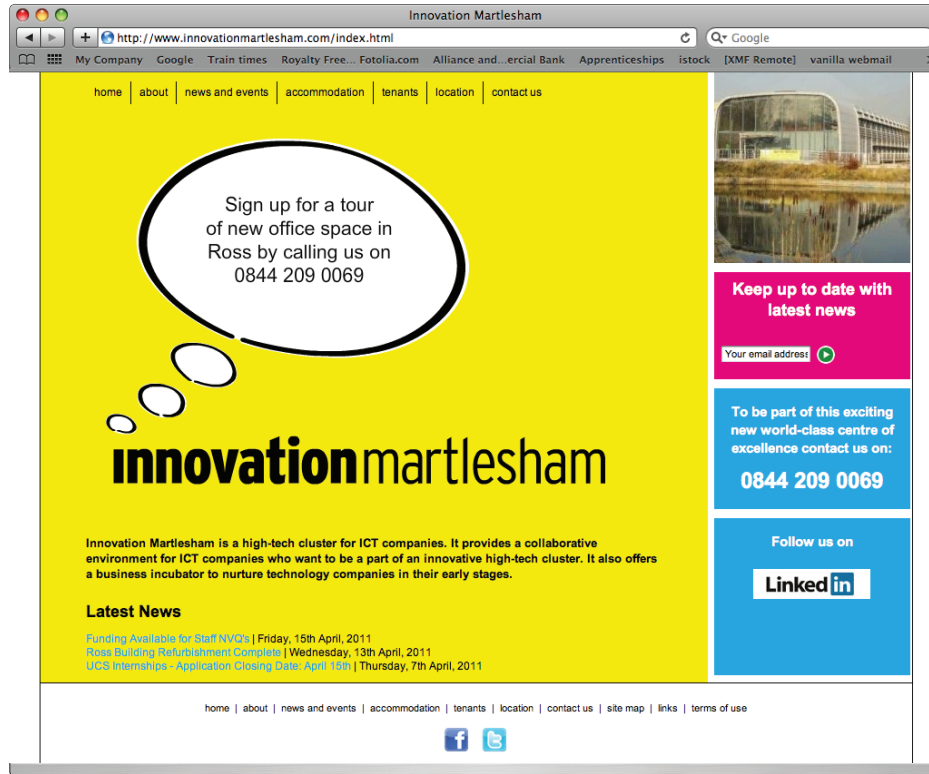 Innovation Martlesham
http://www.innovationmartlesham.com/index.html
Google
My Company Google Train times Royalty Free... Fotolia.com Alliance and...ercial Bank Apprenticeships istock [XMF Remote] vanilla webmail
home about news and events accommodation tenants location contact us
Sign up for a tour
of new office space in
Ross by calling us on
0844 209 0069
innovationmartlesham
Innovation Martlesham is a high-tech cluster for ICT companies. It provides a collaborative
environment for ICT companies who want to be a part of an innovative high-tech cluster. It also offers
a business incubator to nurture technology companies in their early stages.
Latest News
Funding Available for Staff NVQ's | Friday, 15th April, 2011
Ross Building Refurbishment Complete | Wednesday, 13th April, 2011
UCS Internships - Application Closing Date: April 15th | Thursday, 7th April, 2011
Keep up to date with
latest news
Your email address
To be part of this exciting
new world-class centre of
excellence contact us on:
0844 209 0069
Follow us on
Linked in
home | about | news and events | accommodation | tenants | location | contact us | site map | links | terms of use